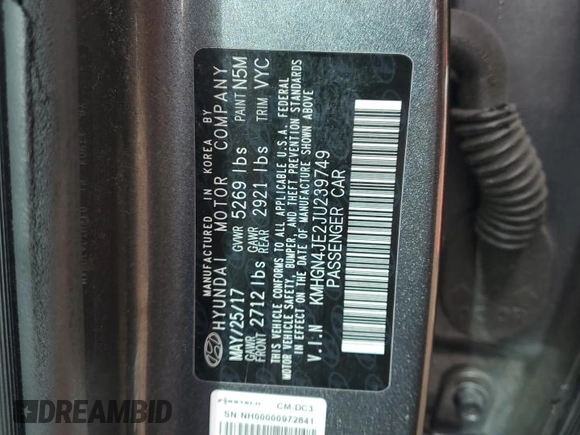 MANUFACTURED IN KOREA BY
HYUNDAI MOTOR COMPANY
MAY/25/17 GVWR 5269 lbs PAINT N5M
GAWR FRONT 2712 lbs GAWR REAR 2921 lbs TRIM VYC
THIS VEHICLE CONFORMS TO ALL APPLICABLE U.S.A. FEDERAL
MOTOR VEHICLE SAFETY, BUMPER, AND THEFT PREVENTION STANDARDS
IN EFFECT ON THE DATE OF MANUFACTURE SHOWN ABOVE
V.I.N KMHGN4JE2JU239749
PASSENGER CAR
CM-DC3
SN NH00000972641
REDRIMBID